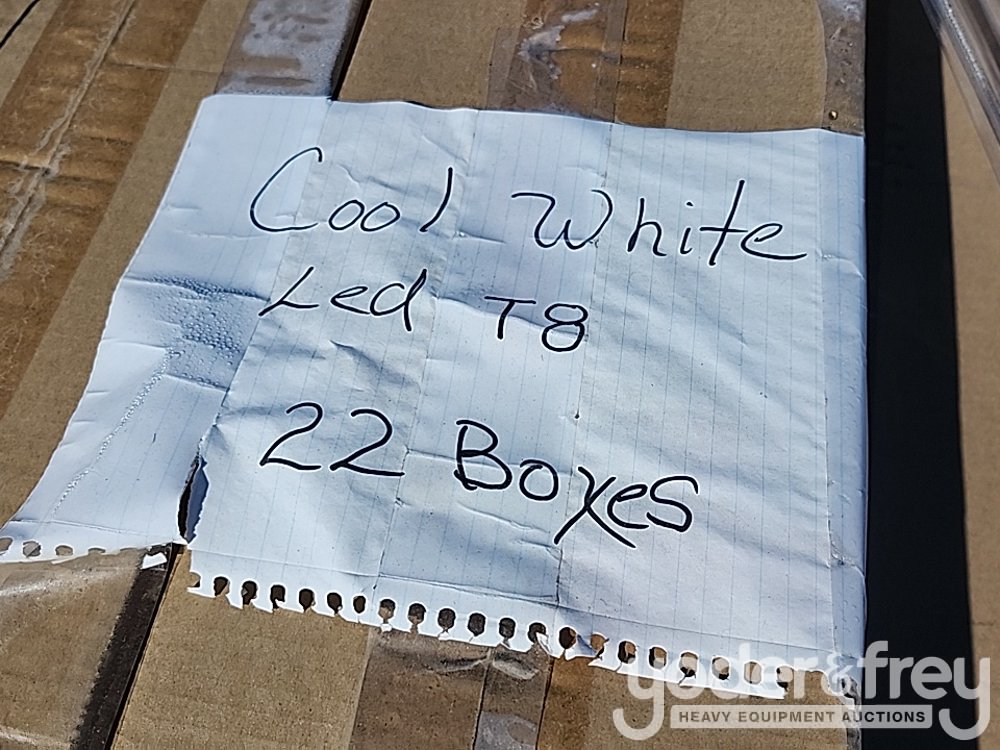 Cool White
Led T8
22 Boxes
yoder&frey
HEAVY EQUIPMENT AUCTIONS